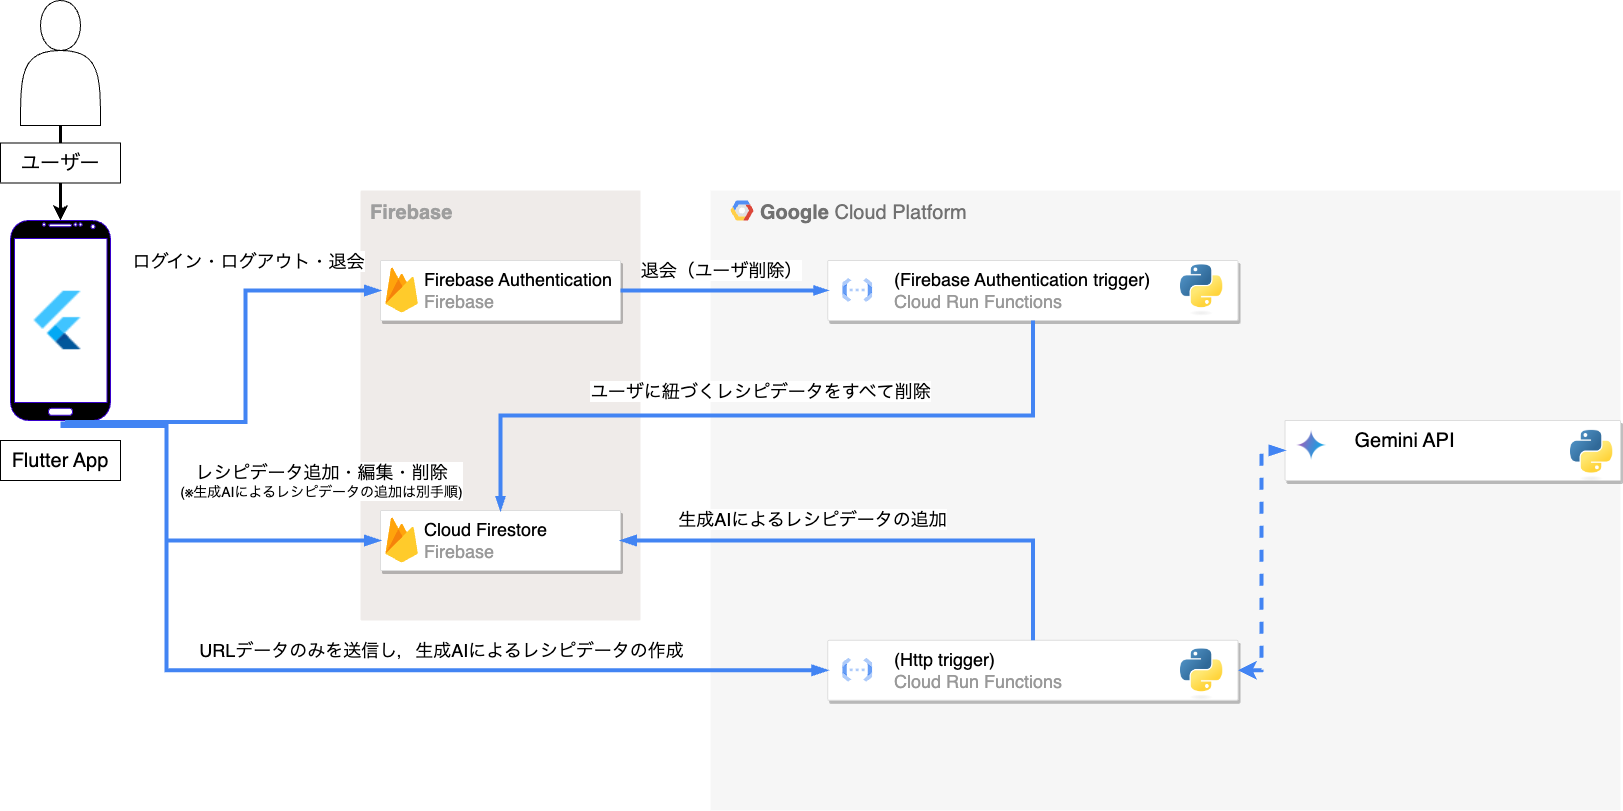 ユーザー
Flutter App
Firebase
Google Cloud Platform
ログイン・ログアウト・退会
Firebase Authentication
Firebase
退会（ユーザ削除）
(Firebase Authentication trigger)
Cloud Run Functions
ユーザに紐づくレシピデータをすべて削除
Gemini API
レシピデータ追加・編集・削除
(※生成AIによるレシピデータの追加は別手順)
Cloud Firestore
Firebase
生成AIによるレシピデータの追加
URLデータのみを送信し，生成AIによるレシピデータの作成
(Http trigger)
Cloud Run Functions